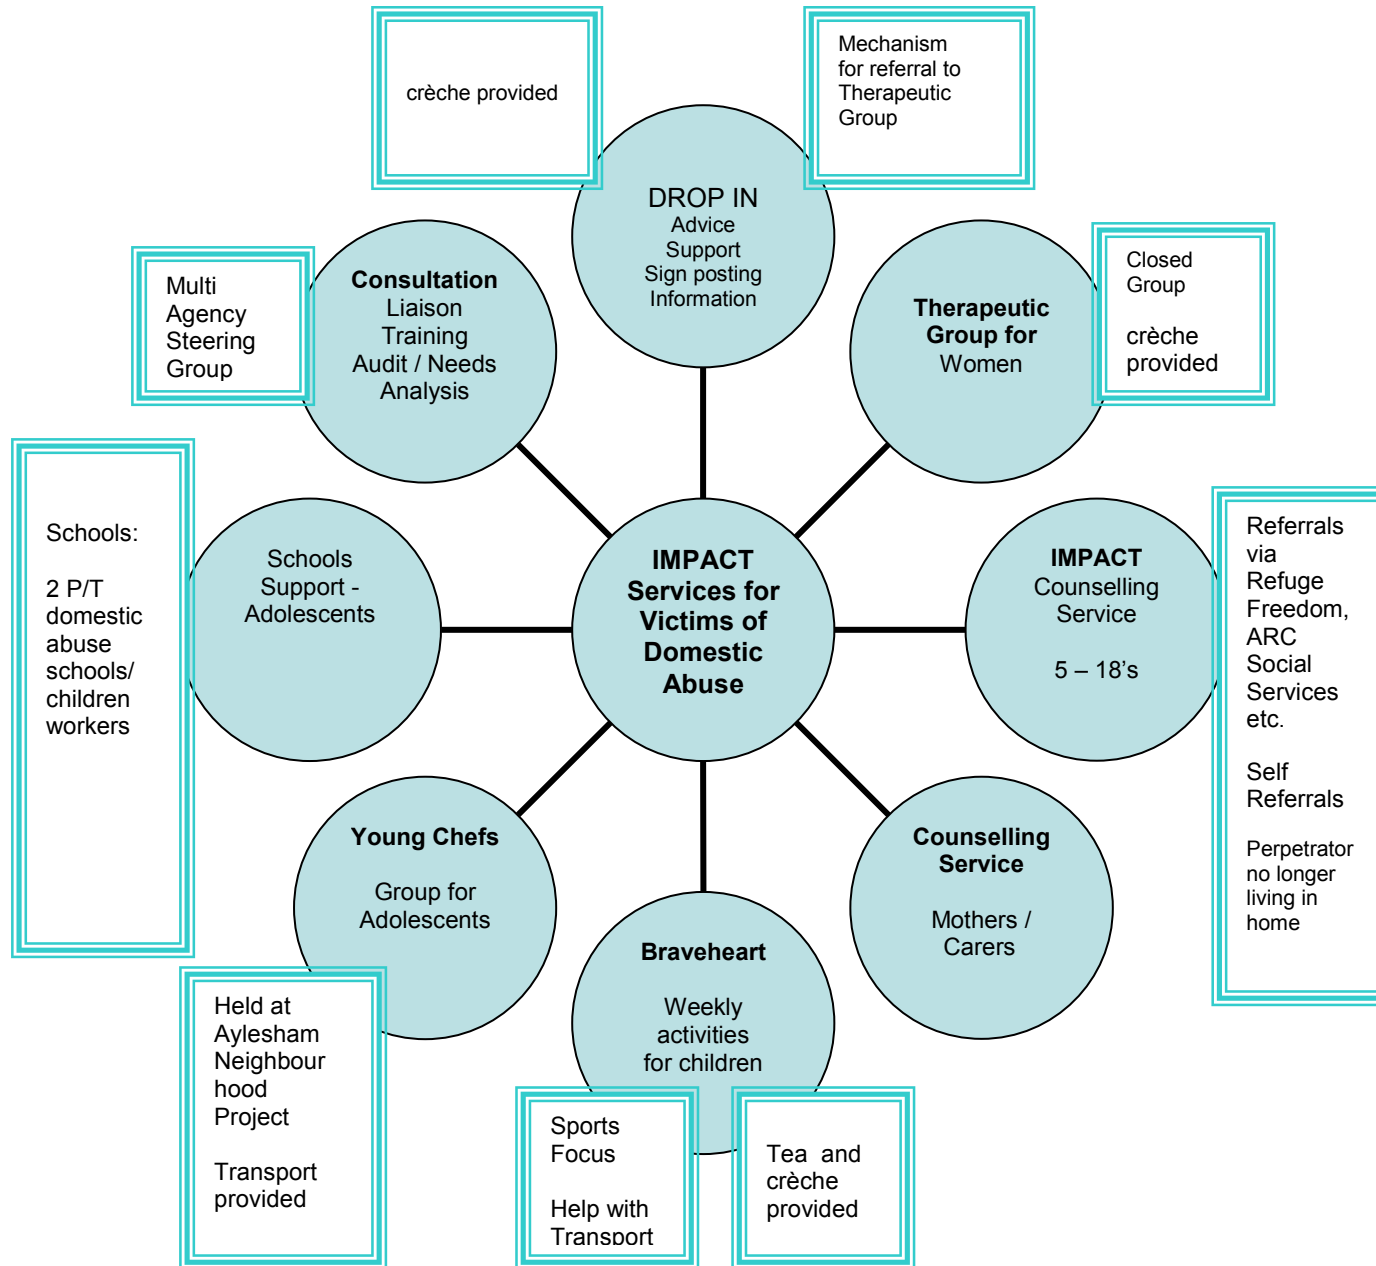 crèche provided
Mechanism
for referral to
Therapeutic
Group
DROP IN
Advice
Support
Sign posting
Information
Multi
Agency
Steering
Group
Consultation
Liaison
Training
Audit / Needs
Analysis
Therapeutic
Group for
Women
Closed
Group
crèche
provided
Schools:
2 P/T
domestic
abuse
schools/
children
workers
Schools
Support -
Adolescents
IMPACT
Services for
Victims of
Domestic
Abuse
IMPACT
Counselling
Service
5 – 18's
Referrals
via
Refuge
Freedom,
ARC
Social
Services
etc.
Self
Referrals
Perpetrator
no longer
living in
home
Young Chefs
Group for
Adolescents
Held at
Aylesham
Neighbour
hood
Project
Transport
provided
Braveheart
Weekly
activities
for children
Sports
Focus
Help with
Transport
Tea and
crèche
provided
Counselling
Service
Mothers /
Carers